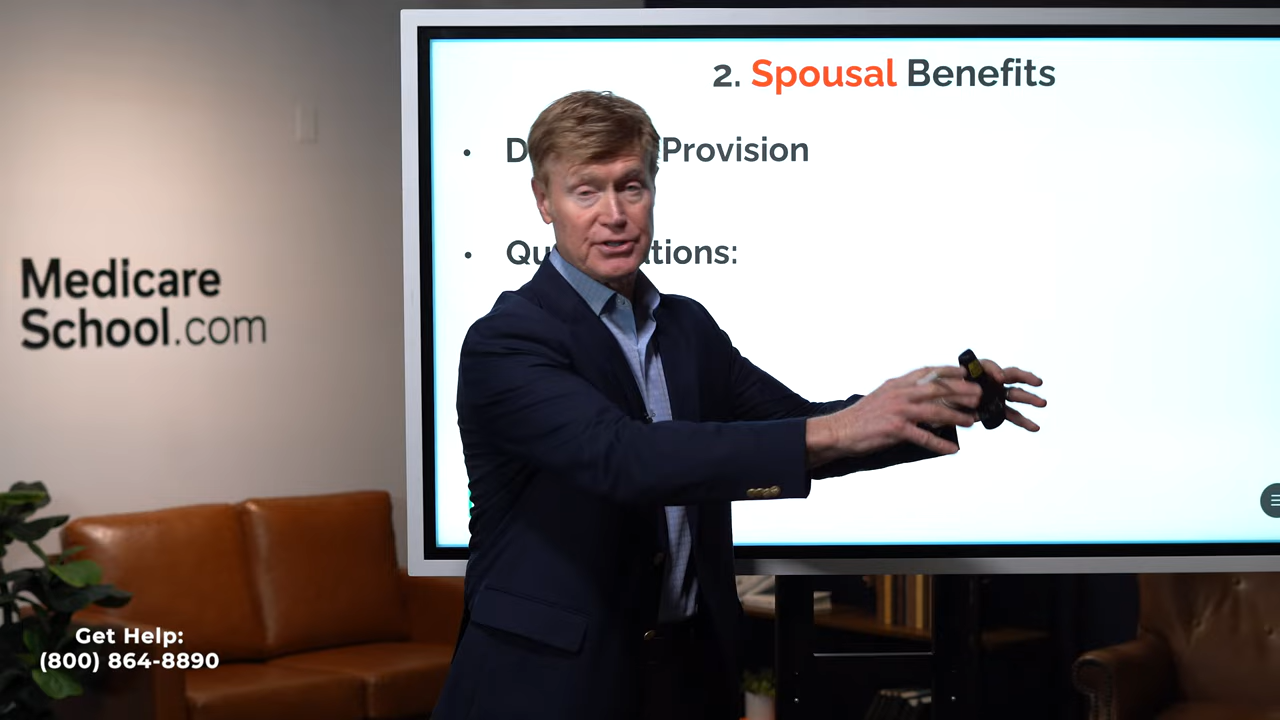 2. Spousal Benefits
• Provision
•
Medicare
School.com
Get Help:
(800) 864-8890